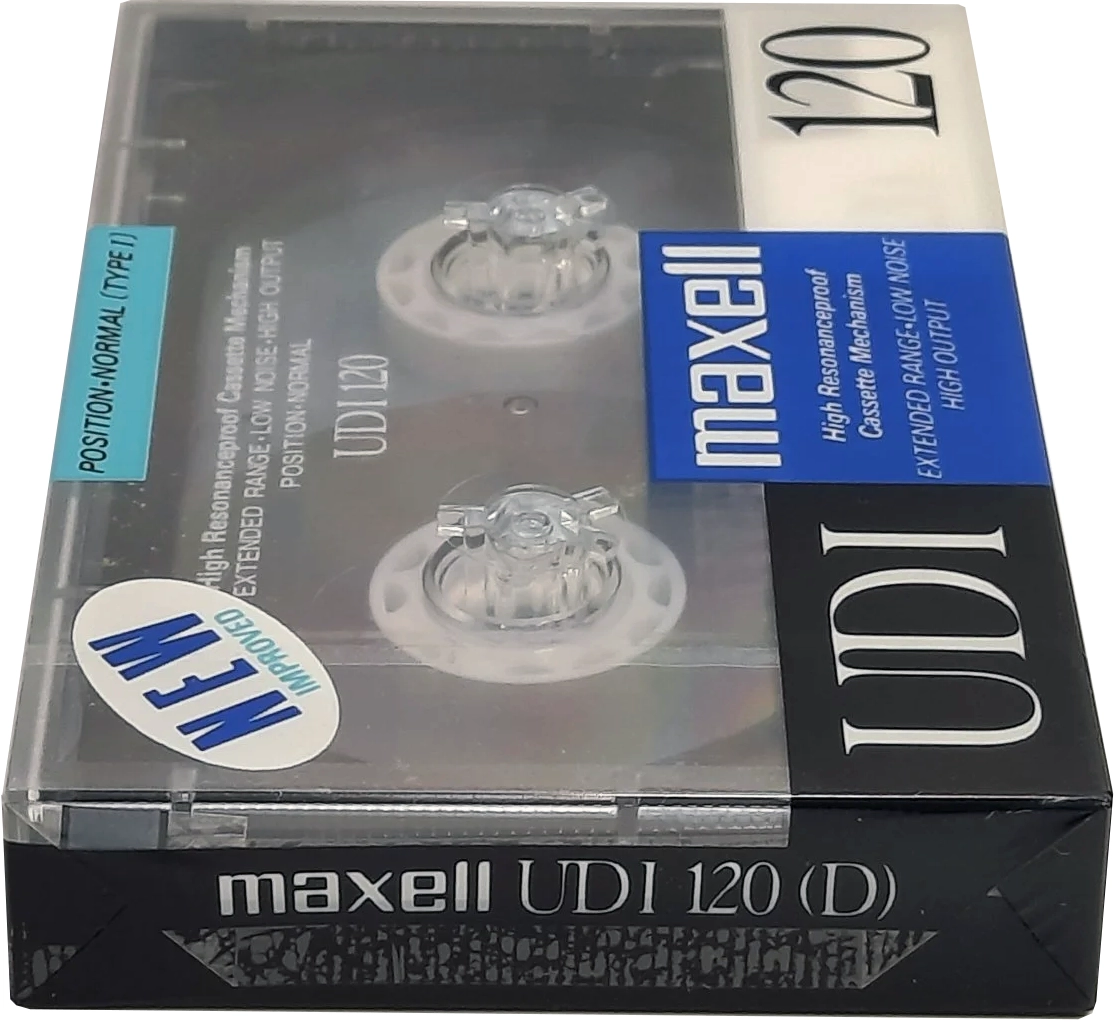 POSITION•NORMAL (TYPE I)
High Resonanceproof Cassette Mechanism
EXTENDED RANGE•LOW NOISE•HIGH OUTPUT
POSITION•NORMAL
UDI 120
NEW
IMPROVED
120
maxell
High Resonanceproof
Cassette Mechanism
EXTENDED RANGE•LOW NOISE
HIGH OUTPUT
UDI
maxell UDI 120 (D)